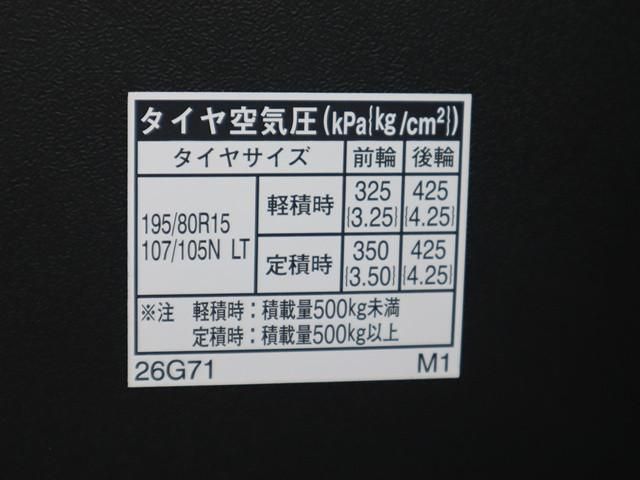 タイヤ空気圧(kPa{kg/cm²})
タイヤサイズ 前輪 後輪
195/80R15
107/105N LT
軽積時 325 425
{3.25} {4.25}
定積時 350 425
{3.50} {4.25}
※注 軽積時:積載量500kg未満
定積時:積載量500kg以上
26G71 M1